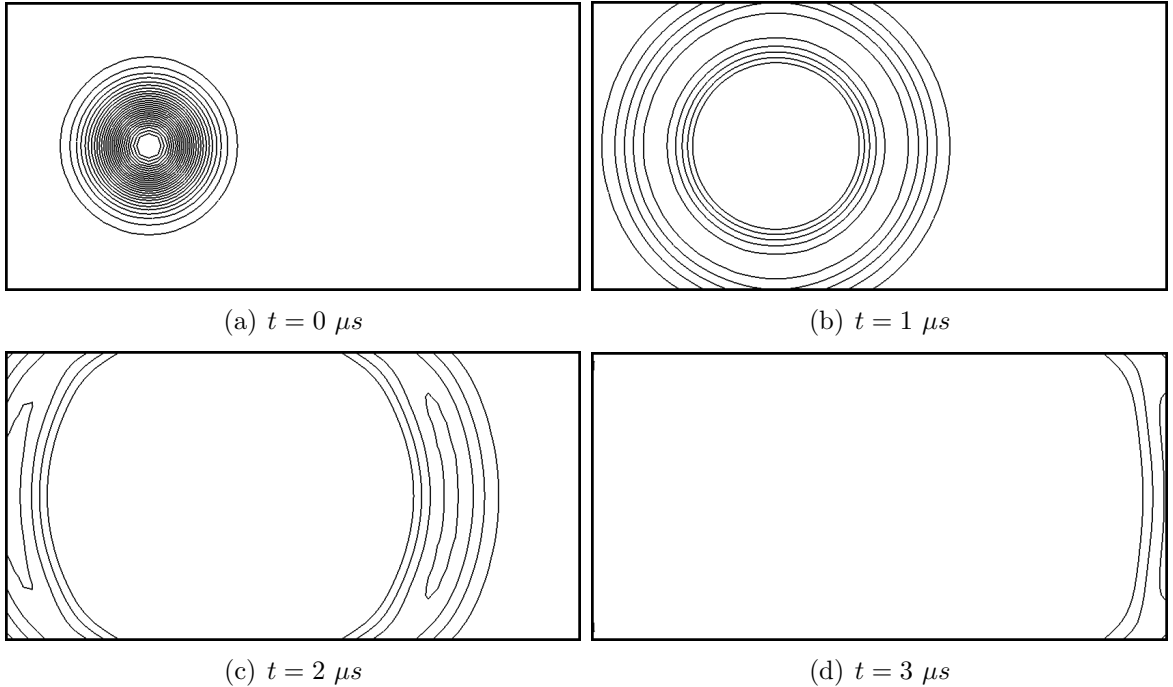 (a) t = 0 μs
(b) t = 1 μs
(c) t = 2 μs
(d) t = 3 μs